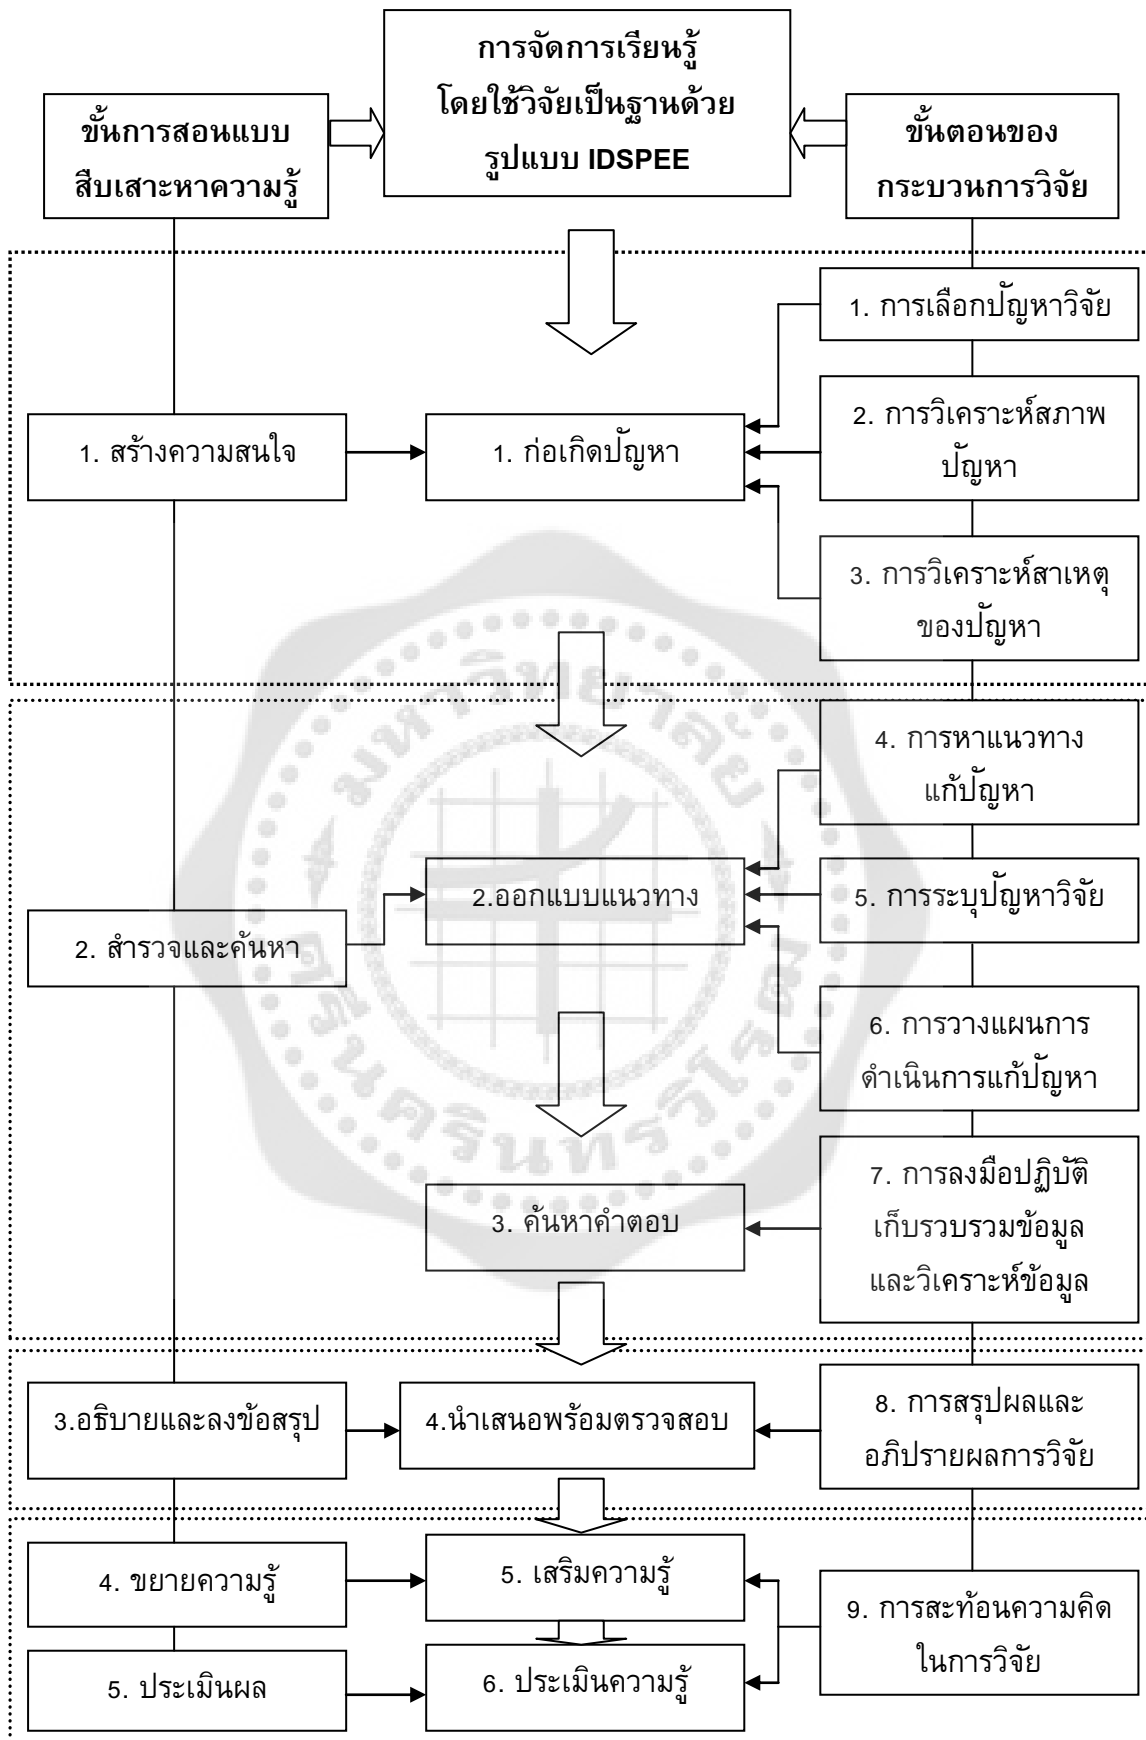 การจัดการเรียนรู้
โดยใช้วิจัยเป็นฐานด้วย
รูปแบบ IDSPEE
ขั้นการสอนแบบ
สืบเสาะหาความรู้
ขั้นตอนของ
กระบวนการวิจัย
1. การเลือกปัญหาวิจัย
1. สร้างความสนใจ
1. ก่อเกิดปัญหา
2. การวิเคราะห์สภาพ
ปัญหา
3. การวิเคราะห์สาเหตุ
ของปัญหา
4. การหาแนวทาง
แก้ปัญหา
2. สำรวจและค้นหา
2.ออกแบบแนวทาง
5. การระบุปัญหาวิจัย
6. การวางแผนการ
ดำเนินการแก้ปัญหา
3. ค้นหาคำตอบ
7. การลงมือปฏิบัติ
เก็บรวบรวมข้อมูล
และวิเคราะห์ข้อมูล
3.อธิบายและลงข้อสรุป
4.นำเสนอพร้อมตรวจสอบ
8. การสรุปผลและ
อภิปรายผลการวิจัย
4. ขยายความรู้
5. เสริมความรู้
9. การสะท้อนความคิด
ในการวิจัย
5. ประเมินผล
6. ประเมินความรู้
มหาวิทยาลัย
ศรีนครินทรวิโรฒ